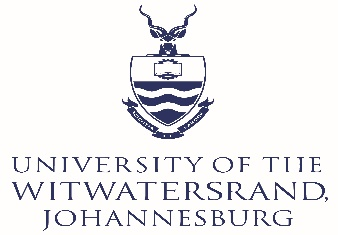 UNIVERSITY OF THE
WITWATERSRAND,
JOHANNESBURG